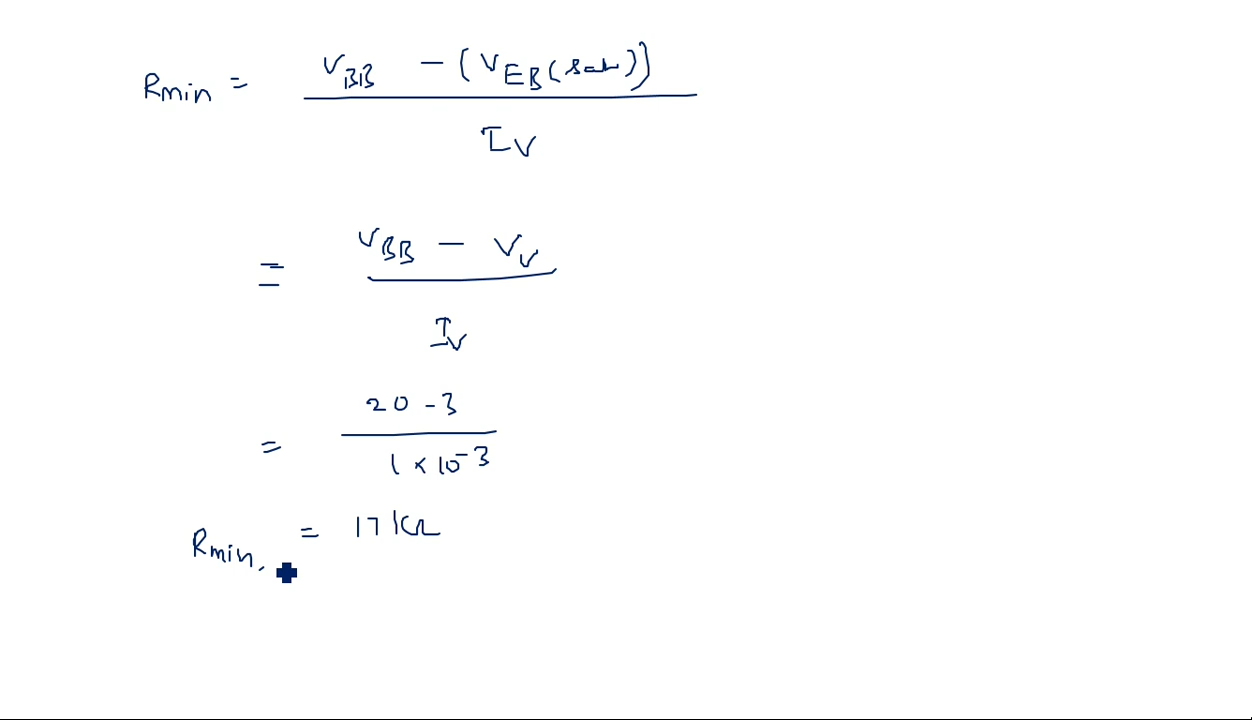 Rmin = VBB - (VEB(sat))
IV
= VBB - VV
IV
= 20 - 3
1 × 10-3
Rmin. = 17 KΩ